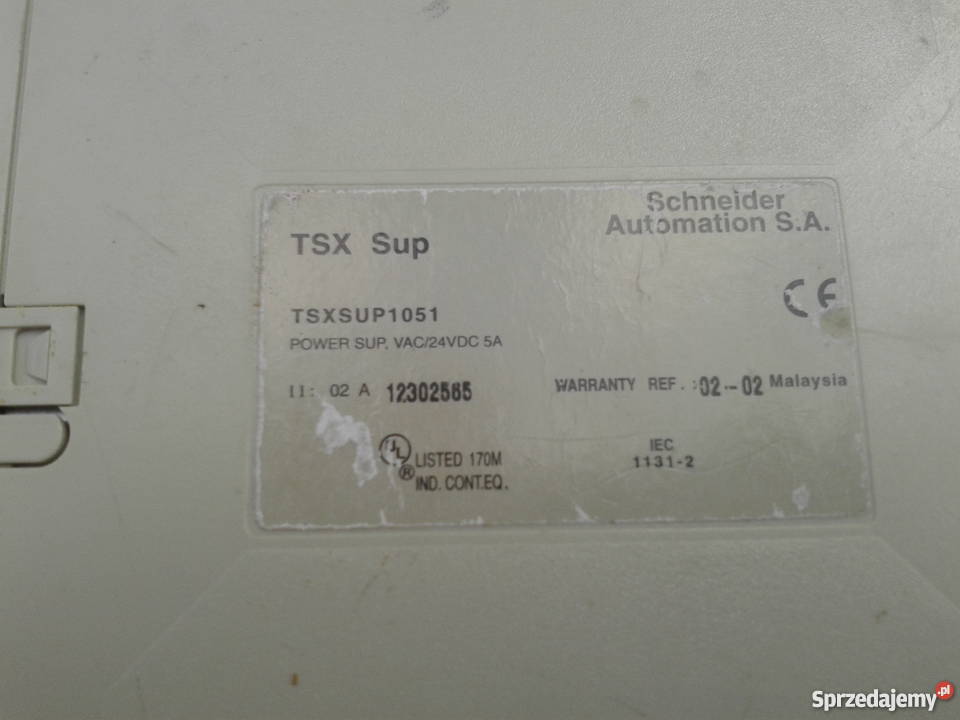 Schneider
Automation S.A.
TSX Sup
CE
TSXSUP1051
POWER SUP, VAC/24VDC 5A
II: 02 A 12302565
WARRANTY REF.: 02--02 Malaysia
UL
®
LISTED 170M
IND. CONT.EQ.
IEC
1131-2
Sprzedajemy.pl